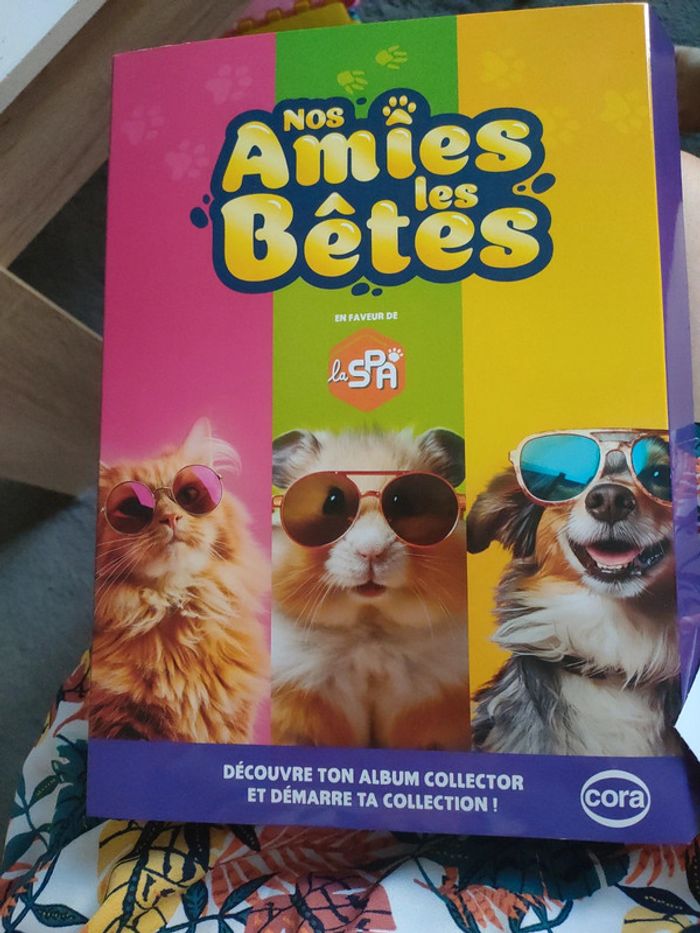 NOS
Amies
les
Bêtes
EN FAVEUR DE
la SPA
DÉCOUVRE TON ALBUM COLLECTOR
ET DÉMARRE TA COLLECTION !
cora